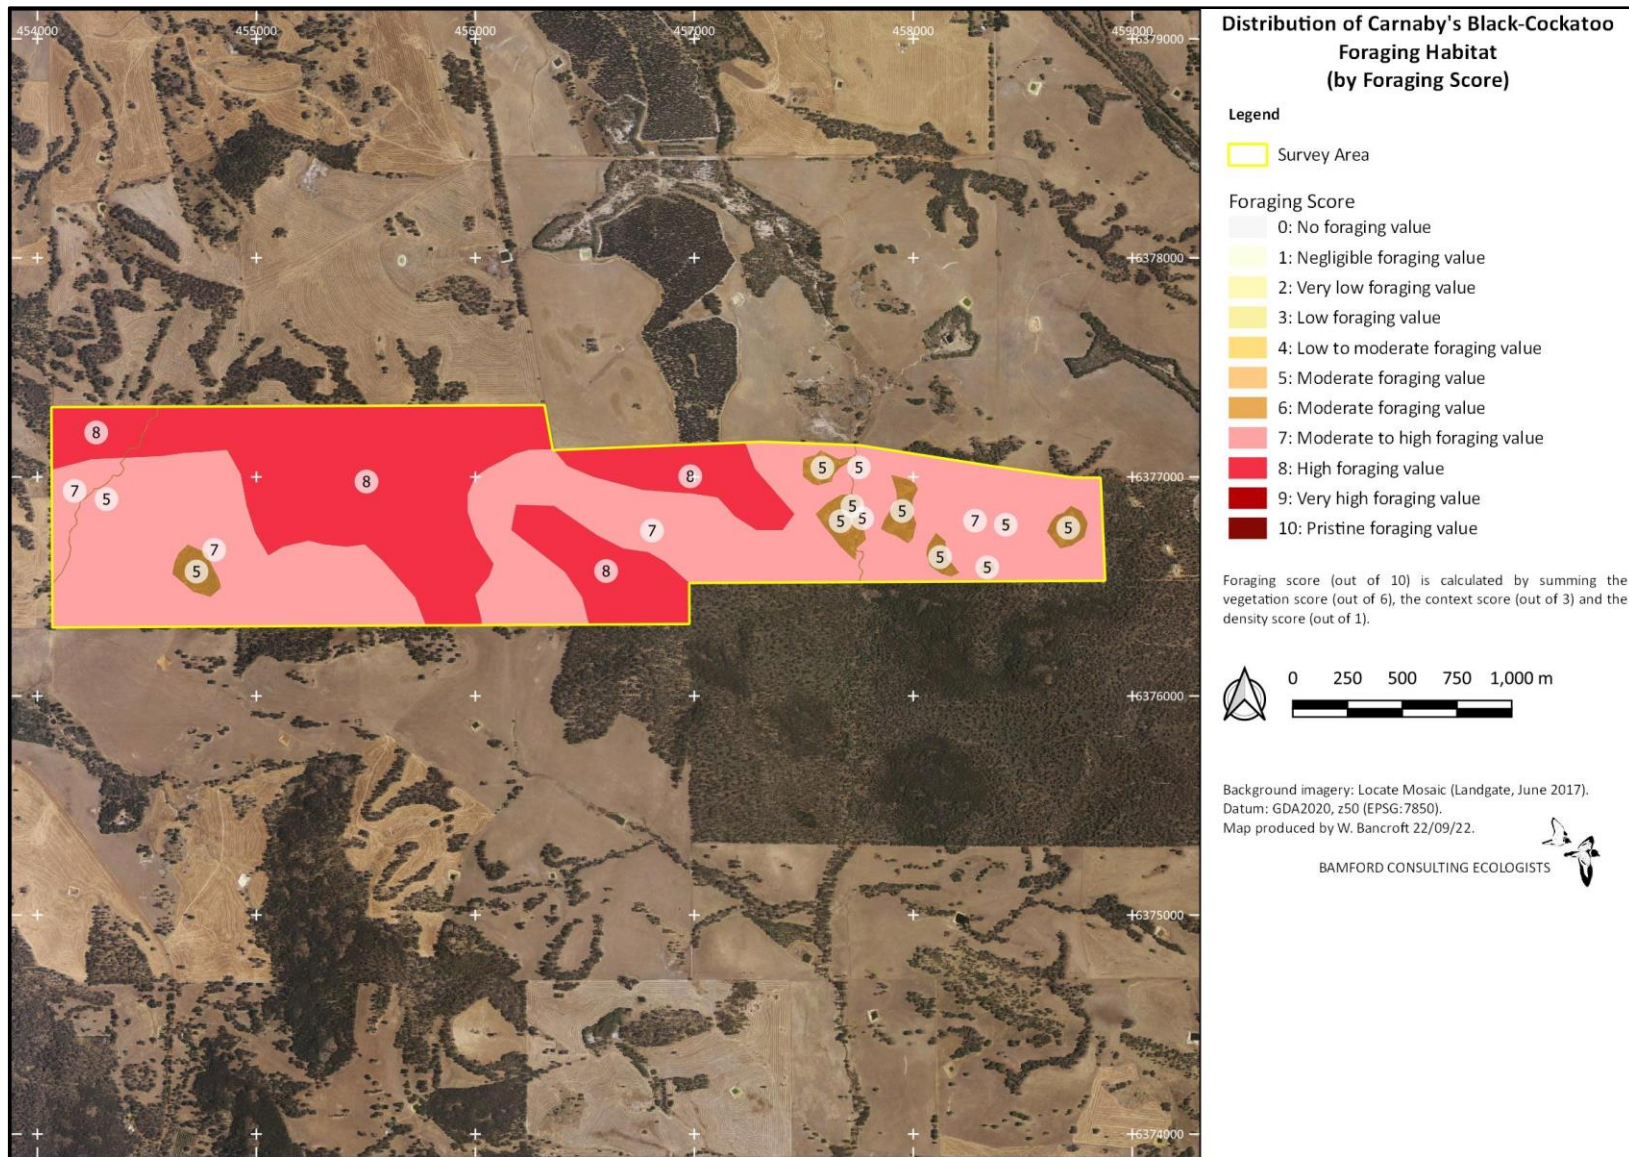 454000 455000 456000 457000 458000 459000
6379000
6378000
6377000
6376000
6375000
6374000
8
8
8
7
5
7
5
7
8
5
5
5
5
5
5
7
5
5
5
5
Distribution of Carnaby's Black-Cockatoo
Foraging Habitat
(by Foraging Score)
Legend
Survey Area
Foraging Score
0: No foraging value
1: Negligible foraging value
2: Very low foraging value
3: Low foraging value
4: Low to moderate foraging value
5: Moderate foraging value
6: Moderate foraging value
7: Moderate to high foraging value
8: High foraging value
9: Very high foraging value
10: Pristine foraging value
Foraging score (out of 10) is calculated by summing the
vegetation score (out of 6), the context score (out of 3) and the
density score (out of 1).
0 250 500 750 1,000 m
Background imagery: Locate Mosaic (Landgate, June 2017).
Datum: GDA2020, z50 (EPSG:7850).
Map produced by W. Bancroft 22/09/22.
BAMFORD CONSULTING ECOLOGISTS